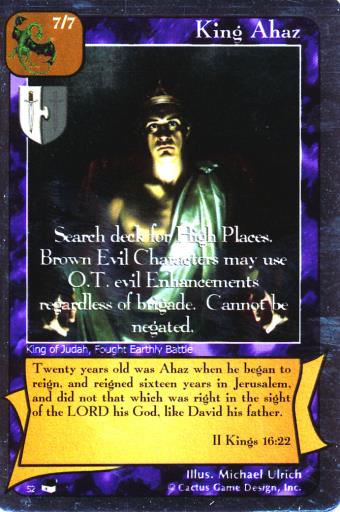 7/7
King Ahaz
Search deck for High Places.
Brown Evil Characters may use
O.T. evil Enhancements
regardless of brigade. Cannot be
negated.
King of Judah, Fought Earthly Battle
Twenty years old was Ahaz when he began to
reign, and reigned sixteen years in Jerusalem,
and did not that which was right in the sight
of the LORD his God, like David his father.
II Kings 16:22
Illus. Michael Ulrich
52
© Cactus Game Design, Inc.